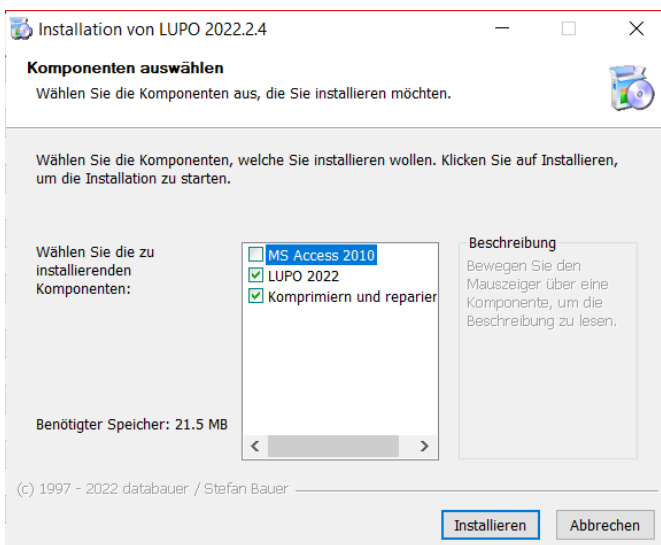 Installation von LUPO 2022.2.4
Komponenten auswählen
Wählen Sie die Komponenten aus, die Sie installieren möchten.
Wählen Sie die Komponenten, welche Sie installieren wollen. Klicken Sie auf Installieren,
um die Installation zu starten.
Wählen Sie die zu
installierenden
Komponenten:
MS Access 2010
LUPO 2022
Komprimiern und reparier
Beschreibung
Bewegen Sie den
Mauszeiger über eine
Komponente, um die
Beschreibung zu lesen.
Benötigter Speicher: 21.5 MB
(c) 1997 - 2022 databauer / Stefan Bauer
Installieren
Abbrechen